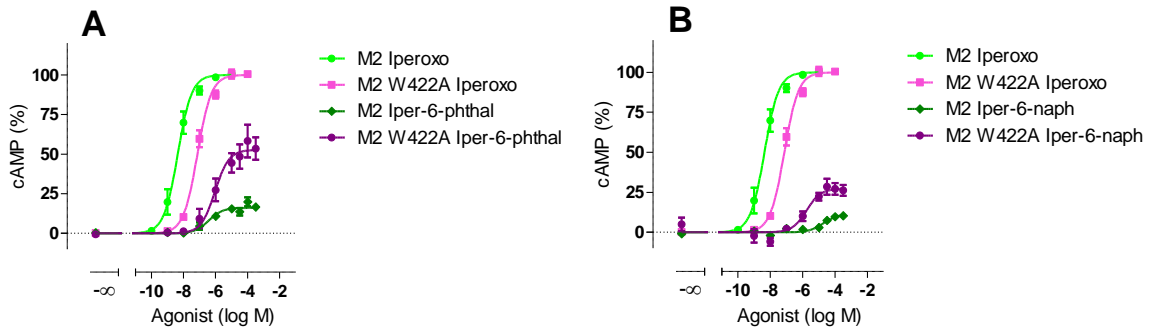 A
M2 Iperoxo
M2 W422A Iperoxo
M2 Iper-6-phthal
M2 W422A Iper-6-phthal
cAMP (%)
100
75
50
25
0
-∞
-10
-8
-6
-4
-2
Agonist (log M)
B
M2 Iperoxo
M2 W422A Iperoxo
M2 Iper-6-naph
M2 W422A Iper-6-naph
cAMP (%)
100
75
50
25
0
-∞
-10
-8
-6
-4
-2
Agonist (log M)